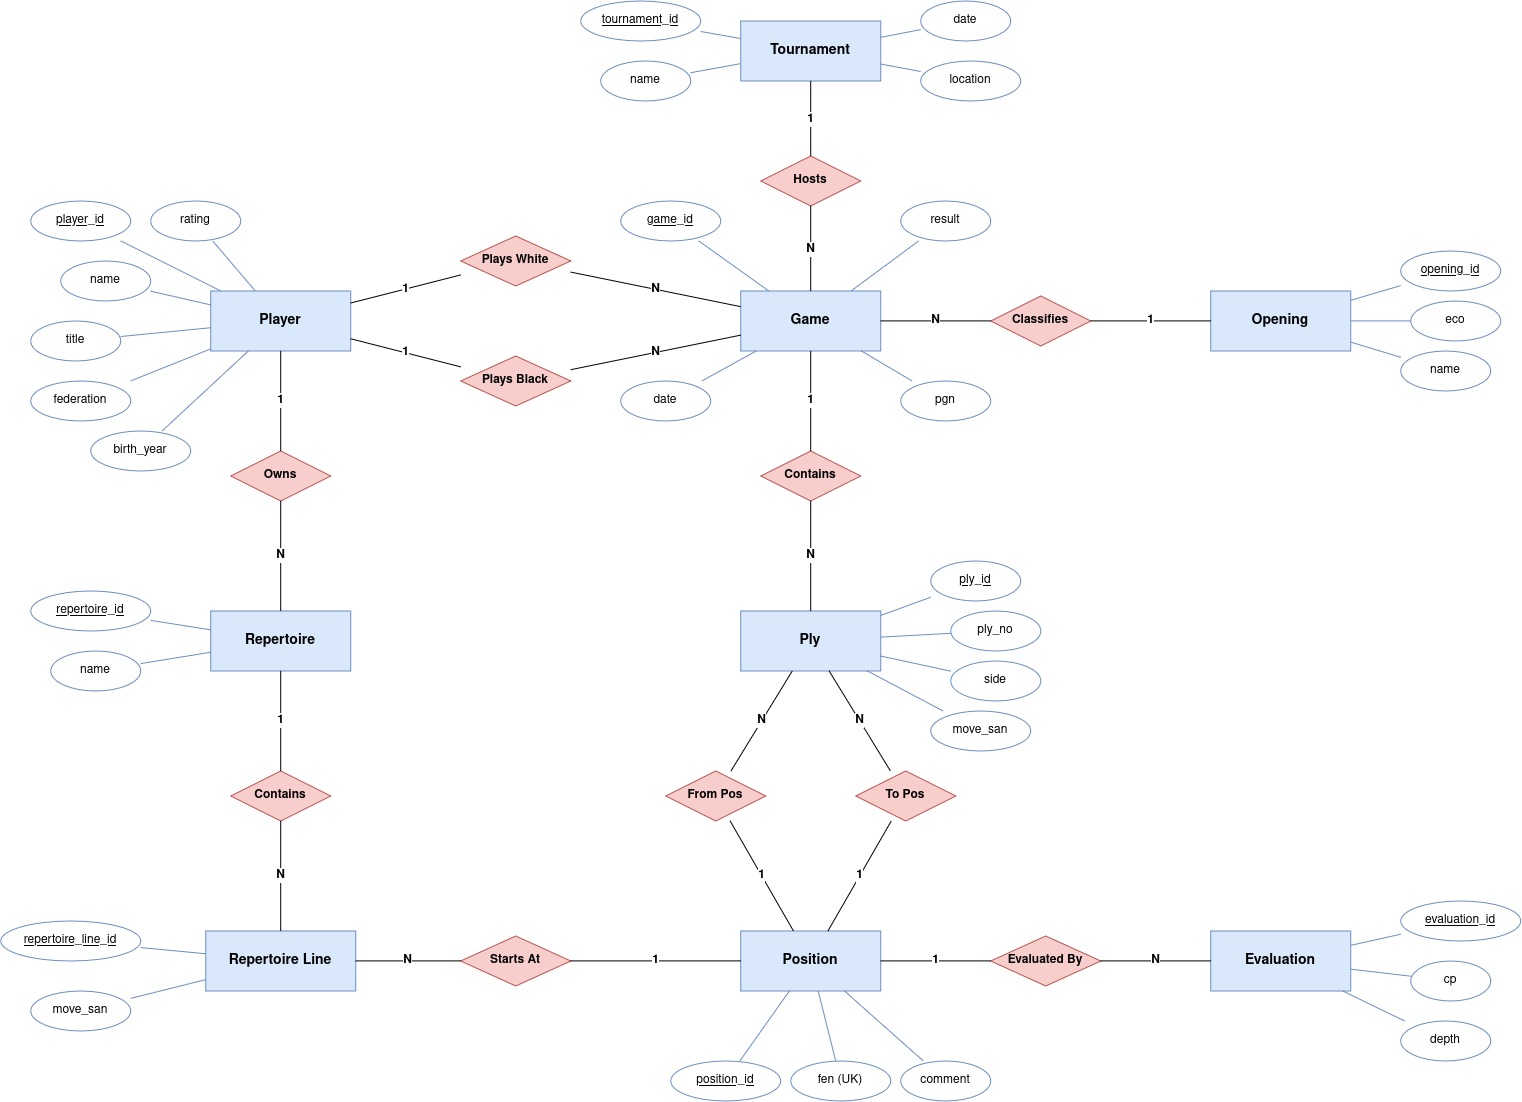 tournament_id
date
Tournament
name
location
1
Hosts
player_id
rating
game_id
result
Plays White
N
name
opening_id
1
N
Player
Game
N
Classifies
1
Opening
eco
title
1
N
name
Plays Black
federation
date
pgn
1
1
birth_year
Owns
Contains
N
N
ply_id
repertoire_id
ply_no
Repertoire
Ply
name
side
1
N
N
move_san
Contains
From Pos
To Pos
N
1
1
evaluation_id
repertoire_line_id
Repertoire Line
N
Starts At
1
Position
1
Evaluated By
N
Evaluation
cp
move_san
depth
position_id
fen (UK)
comment